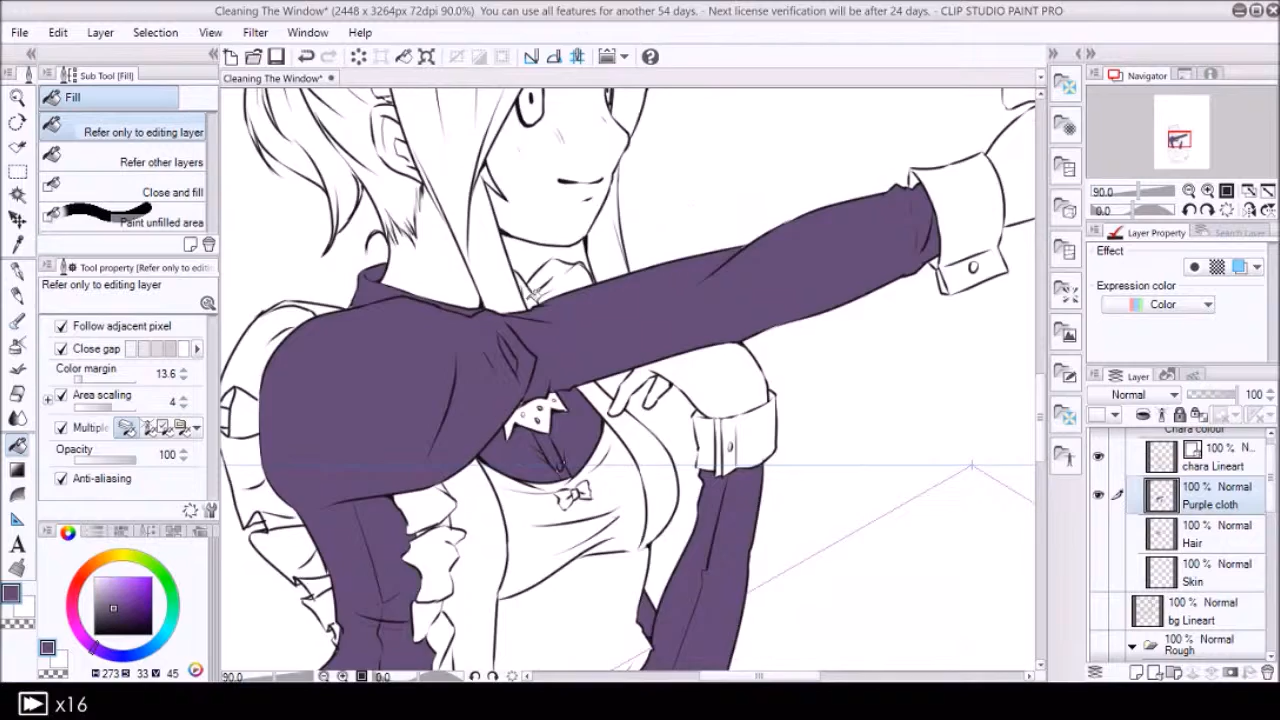 Cleaning The Window* (2448 x 3264px 72dpi 90.0%) You can use all features for another 54 days. - Next license verification will be after 24 days. - CLIP STUDIO PAINT PRO
File Edit Layer Selection View Filter Window Help
Sub Tool [Fill]
Cleaning The Window*
Navigator
Fill
Refer only to editing layer
Refer other layers
Close and fill
Paint unfilled area
90.0
0.0
Layer Property
Search Layer
Tool property [Refer only to editi
Refer only to editing layer
Effect
Expression color
Color
Follow adjacent pixel
Close gap
Color margin 13.6
Area scaling 4
Multiple
Opacity 100
Anti-aliasing
Layer
Normal 100
Chara colour
100 % N...
chara Lineart
100 % Normal
Purple cloth
100 % Normal
Hair
100 % Normal
Skin
100 % Normal
bg Lineart
100 % Normal
Rough
H 273 S 33 V 45
90.0
0.0
x16